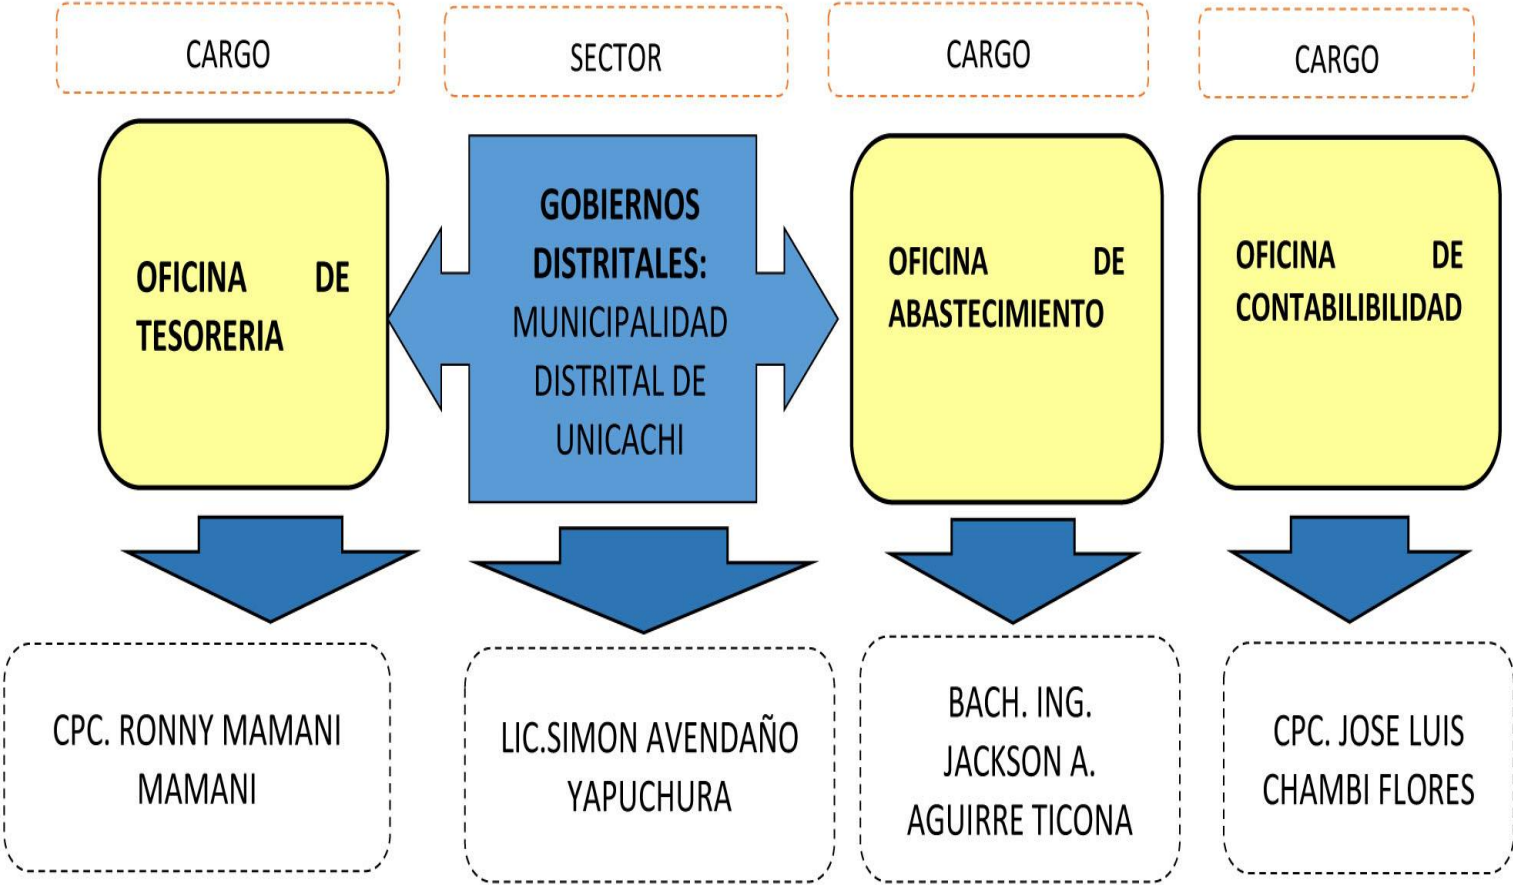 CARGO
SECTOR
CARGO
CARGO
OFICINA DE
TESORERIA
GOBIERNOS
DISTRITALES:
MUNICIPALIDAD
DISTRITAL DE
UNICACHI
OFICINA DE
ABASTECIMIENTO
OFICINA DE
CONTABILIBILIDAD
CPC. RONNY MAMANI
MAMANI
LIC.SIMON AVENDAÑO
YAPUCHURA
BACH. ING.
JACKSON A.
AGUIRRE TICONA
CPC. JOSE LUIS
CHAMBI FLORES